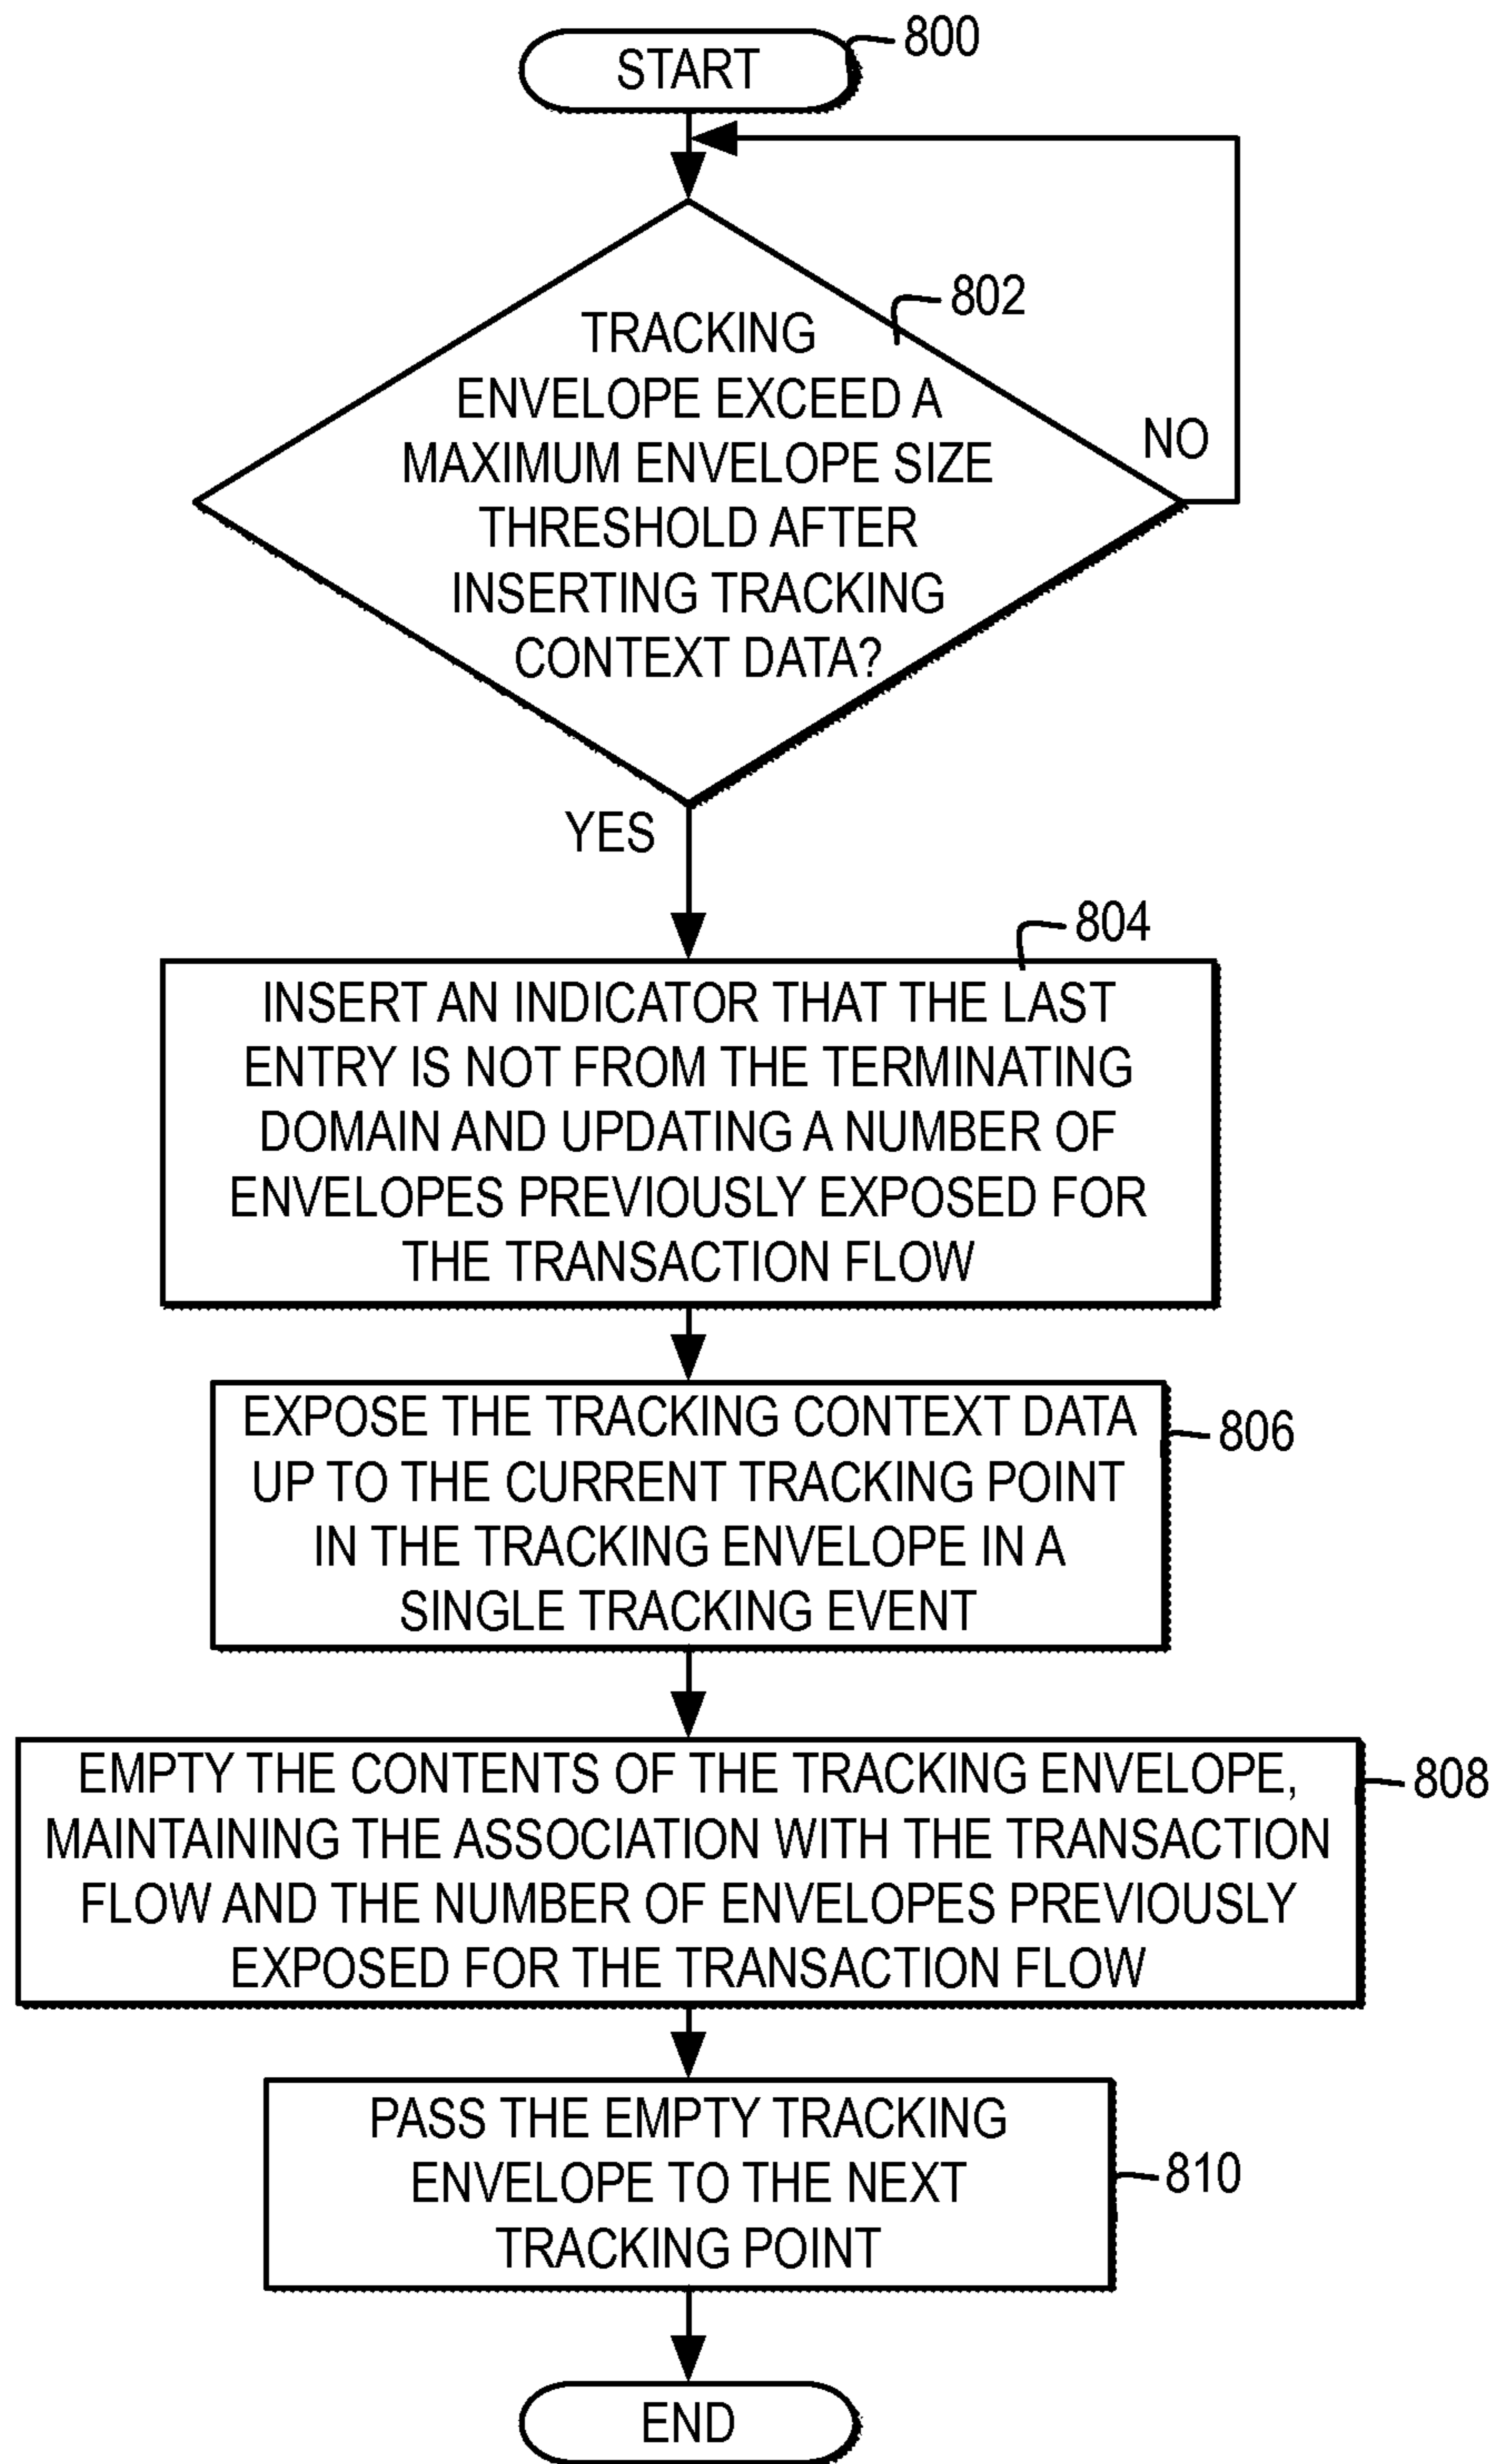 START
800
802
TRACKING
ENVELOPE EXCEED A
MAXIMUM ENVELOPE SIZE
THRESHOLD AFTER
INSERTING TRACKING
CONTEXT DATA?
NO
YES
804
INSERT AN INDICATOR THAT THE LAST
ENTRY IS NOT FROM THE TERMINATING
DOMAIN AND UPDATING A NUMBER OF
ENVELOPES PREVIOUSLY EXPOSED FOR
THE TRANSACTION FLOW
EXPOSE THE TRACKING CONTEXT DATA
UP TO THE CURRENT TRACKING POINT
IN THE TRACKING ENVELOPE IN A
SINGLE TRACKING EVENT
806
EMPTY THE CONTENTS OF THE TRACKING ENVELOPE,
MAINTAINING THE ASSOCIATION WITH THE TRANSACTION
FLOW AND THE NUMBER OF ENVELOPES PREVIOUSLY
EXPOSED FOR THE TRANSACTION FLOW
808
PASS THE EMPTY TRACKING
ENVELOPE TO THE NEXT
TRACKING POINT
810
END